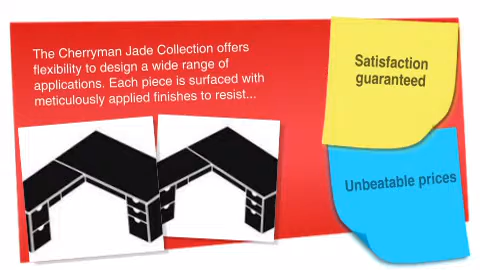 The Cherryman Jade Collection offers
flexibility to design a wide range of
applications. Each piece is surfaced with
meticulously applied finishes to resist...
Satisfaction
guaranteed
Unbeatable prices